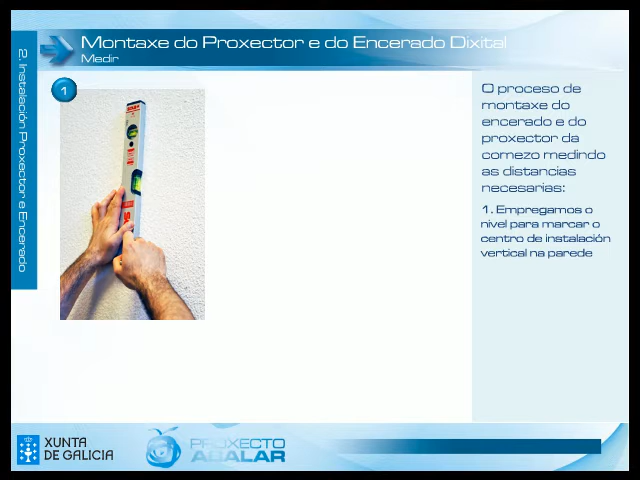 Montaxe do Proxector e do Encerado Dixital
Medir
2. Instalación Proxector e Encerado
1
O proceso de
montaxe do
encerado e do
proxector da
comezo medindo
as distancias
necesarias:
1. Empregamos o
nivel para marcar o
centro de instalación
vertical na parede
XUNTA
DE GALICIA
PROXECTO
ABALAR